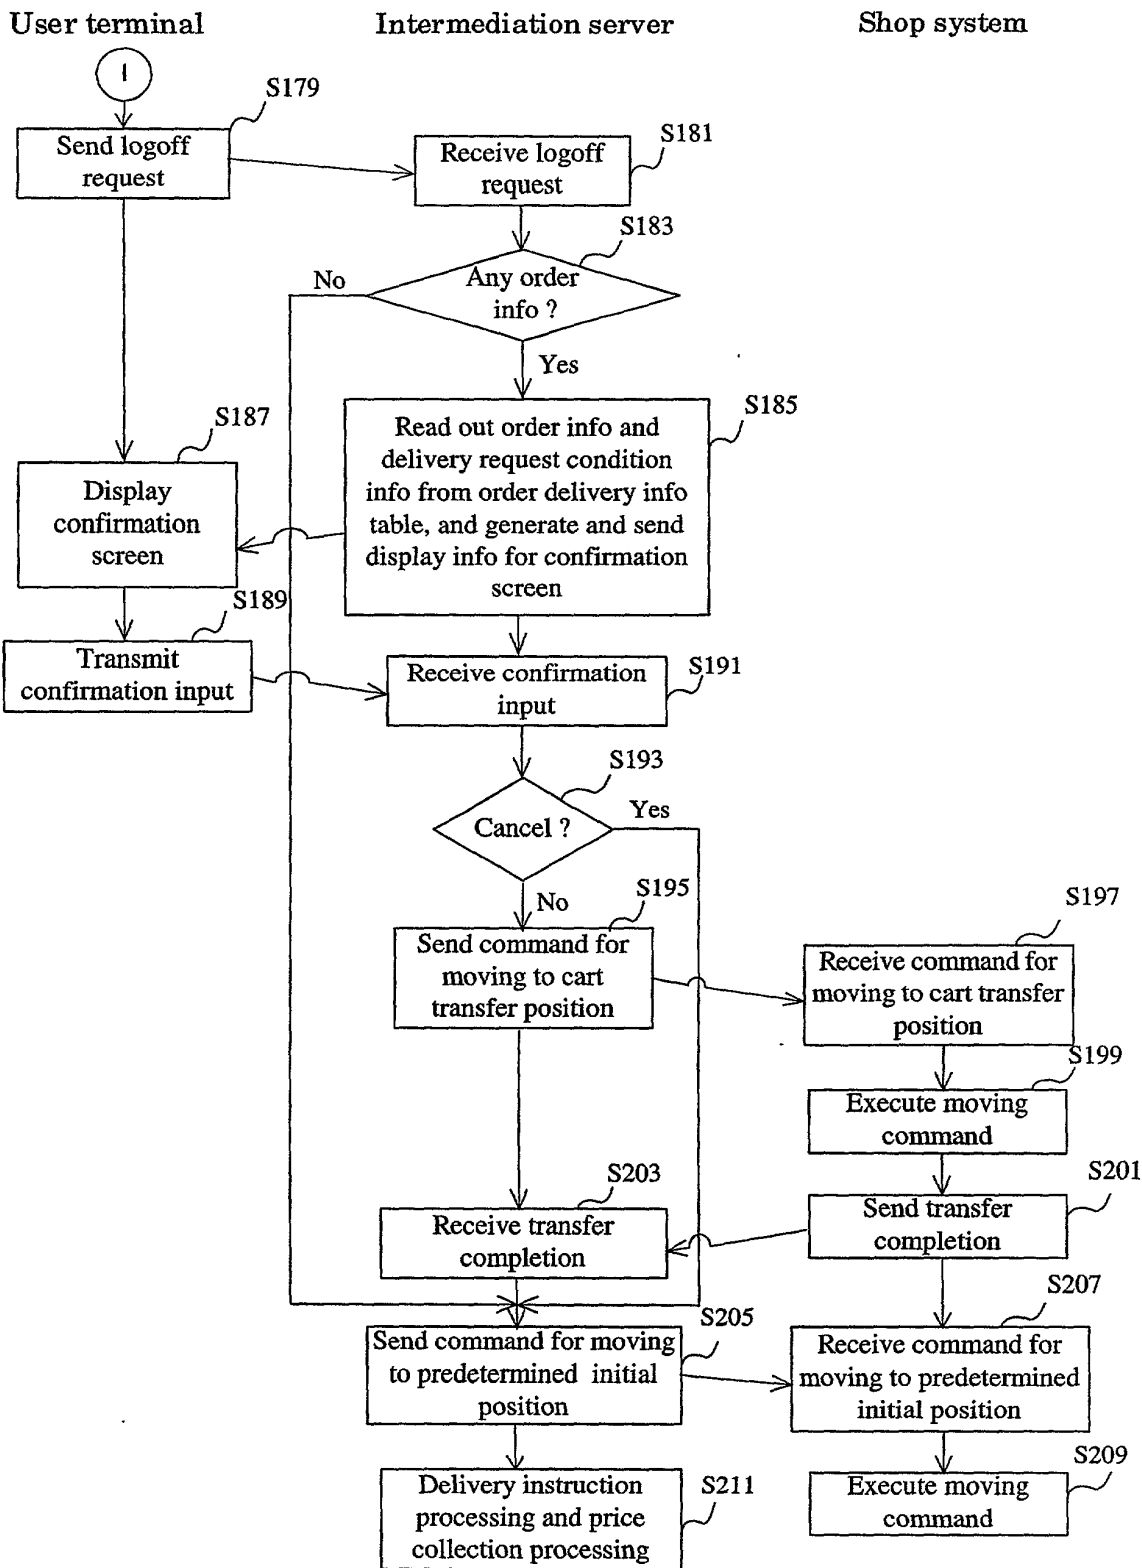 User terminal
Intermediation server
Shop system
1
S179
Send logoff
request
S181
Receive logoff
request
S183
Any order
info ?
No
Yes
S185
Read out order info and
delivery request condition
info from order delivery info
table, and generate and send
display info for confirmation
screen
S187
Display
confirmation
screen
S189
Transmit
confirmation input
S191
Receive confirmation
input
S193
Cancel ?
Yes
No
S195
Send command for
moving to cart
transfer position
S197
Receive command for
moving to cart transfer
position
S199
Execute moving
command
S201
Send transfer
completion
S203
Receive transfer
completion
S205
Send command for moving
to predetermined initial
position
S207
Receive command for
moving to predetermined
initial position
S209
Execute moving
command
S211
Delivery instruction
processing and price
collection processing